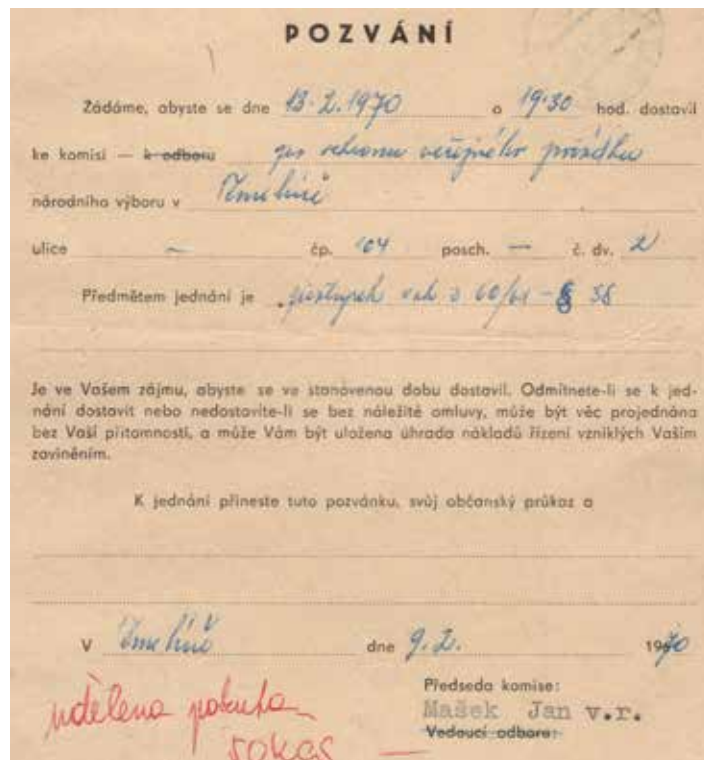 POZVÁNÍ
Žádáme, abyste se dne 13.2.1970 o 19.30 hod. dostavil
ke komisi — k odboru pro ochranu veřejného pořádku
národního výboru v
ulice — čp. 104 posch. — č. dv. 2
Předmětem jednání je přestupek zák 60/61 - § 
Je ve Vašem zájmu, abyste se ve stanovenou dobu dostavil. Odmítnete-li se k jed-
nání dostavit nebo nedostavíte-li se bez náležité omluvy, může být věc projednána
bez Vaší přítomnosti, a může Vám být uložena úhrada nákladů řízení vzniklých Vaším
zaviněním.
K jednání přineste tuto pozvánku, svůj občanský průkaz a
V dne 9.2. 1970
Předseda komise:
udělena pokuta Mašek Jan v.r.
50Kčs — Vedoucí odboru: